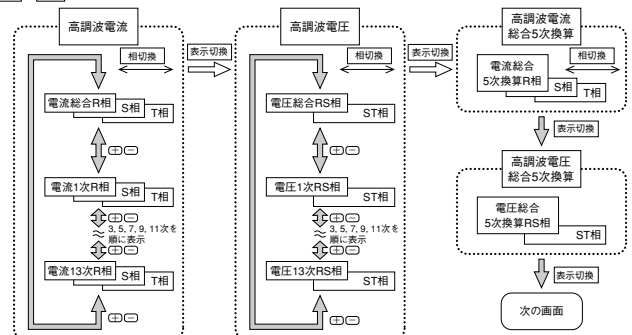 高調波電流
相切換
電流総合R相
S相
T相
⊕⊖
電流1次R相
S相
T相
⊕⊖
3, 5, 7, 9, 11次を
順に表示
⊕⊖
電流13次R相
S相
T相
⊕⊖
表示切換
高調波電圧
相切換
電圧総合RS相
ST相
⊕⊖
電圧1次RS相
ST相
⊕⊖
3, 5, 7, 9, 11次を
順に表示
⊕⊖
電圧13次RS相
ST相
⊕⊖
表示切換
高調波電流
総合5次換算
相切換
電流総合
5次換算R相
S相
T相
表示切換
高調波電圧
総合5次換算
電圧総合
5次換算RS相
ST相
表示切換
次の画面